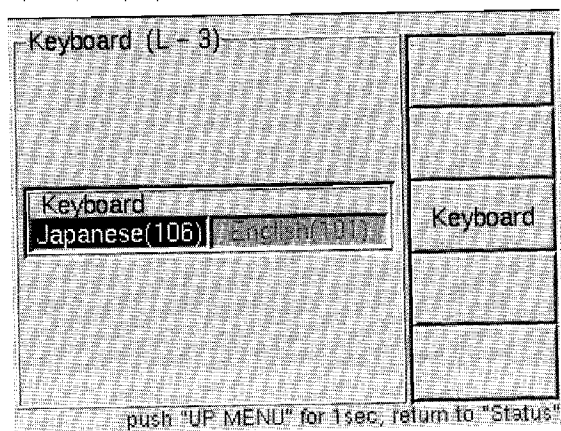 Keyboard (L - 3)
Keyboard
Japanese(106) English(101)
Keyboard
push "UP MENU" for 1sec, return to "Status"